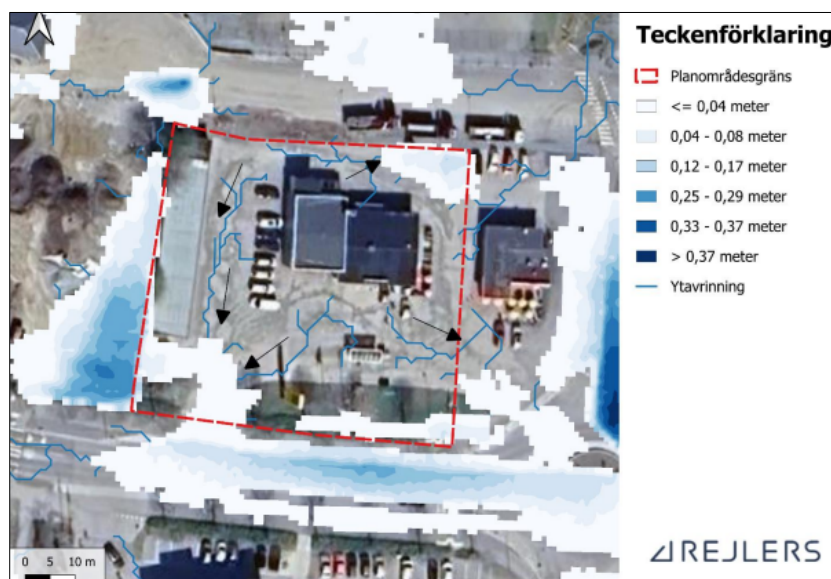 Teckenförklaring
Planområdesgräns
<= 0,04 meter
0,04 - 0,08 meter
0,12 - 0,17 meter
0,25 - 0,29 meter
0,33 - 0,37 meter
> 0,37 meter
Ytavrinning
0 5 10 m
REJLERS